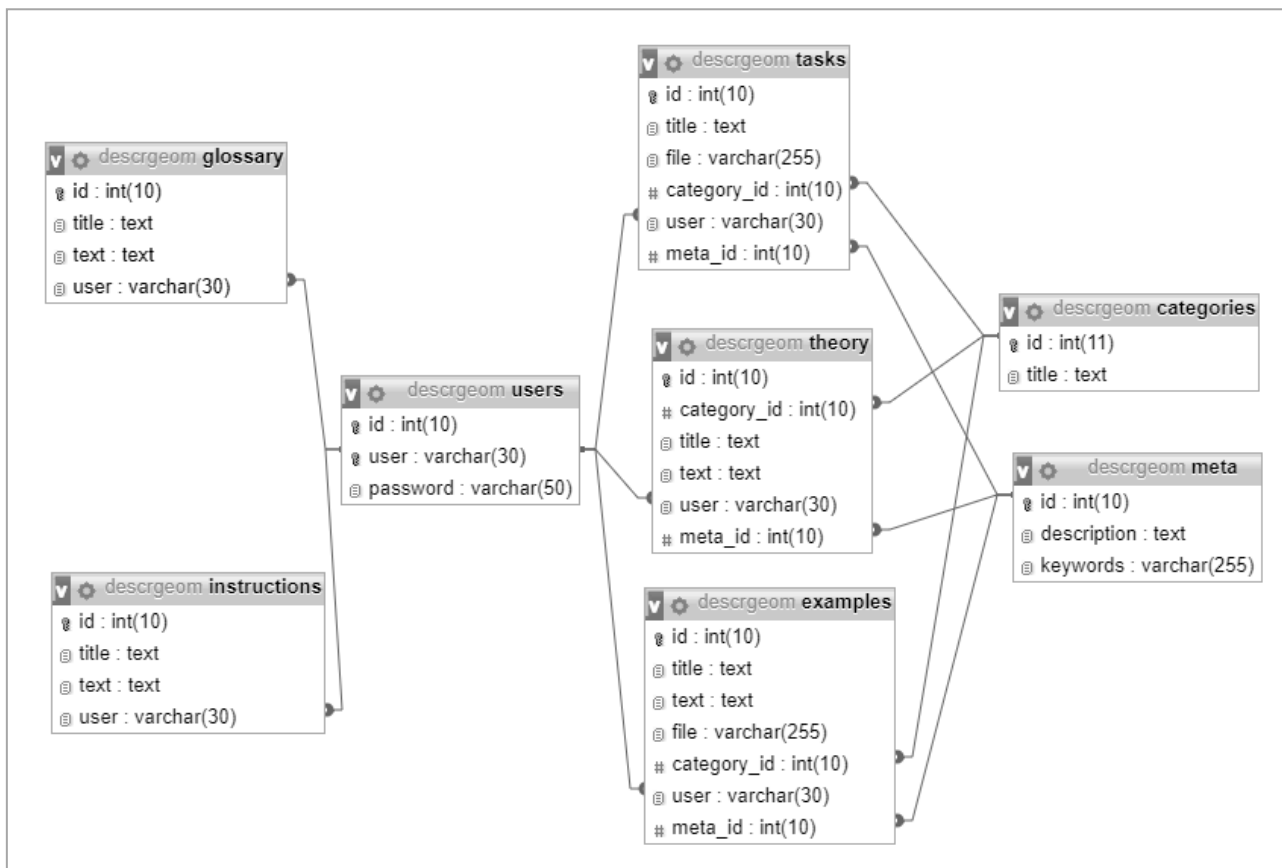 descrgeom glossary
id : int(10)
title : text
text : text
user : varchar(30)
descrgeom instructions
id : int(10)
title : text
text : text
user : varchar(30)
descrgeom users
id : int(10)
user : varchar(30)
password : varchar(50)
descrgeom tasks
id : int(10)
title : text
file : varchar(255)
# category_id : int(10)
user : varchar(30)
# meta_id : int(10)
descrgeom theory
id : int(10)
# category_id : int(10)
title : text
text : text
user : varchar(30)
# meta_id : int(10)
descrgeom examples
id : int(10)
title : text
text : text
file : varchar(255)
# category_id : int(10)
user : varchar(30)
# meta_id : int(10)
descrgeom categories
id : int(11)
title : text
descrgeom meta
id : int(10)
description : text
keywords : varchar(255)